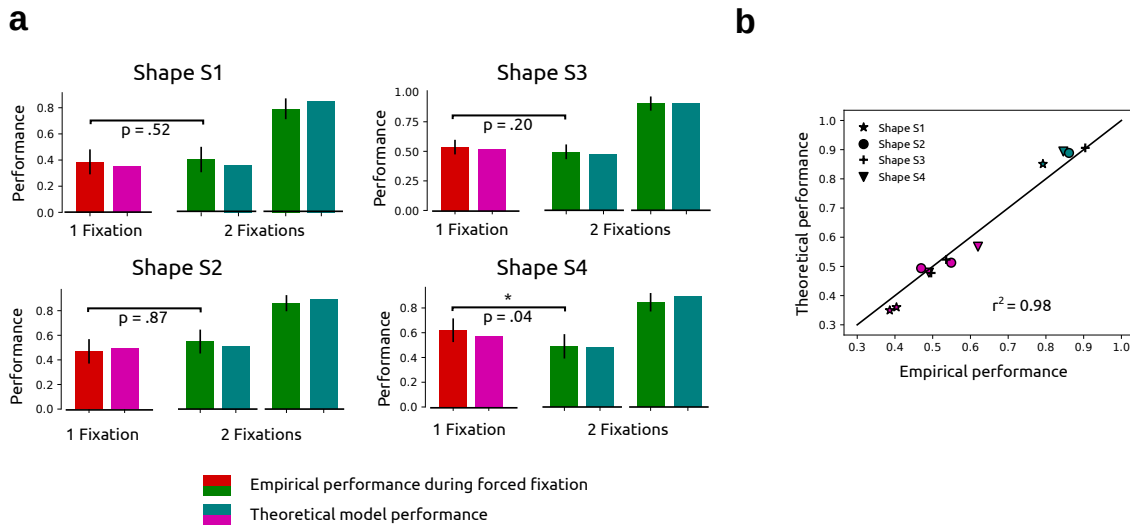 a
Shape S1
Performance
0.8
0.6
0.4
0.2
0.0
p = .52
1 Fixation
2 Fixations
Shape S3
Performance
1.00
0.75
0.50
0.25
0.00
p = .20
1 Fixation
2 Fixations
Shape S2
Performance
0.8
0.6
0.4
0.2
0.0
p = .87
1 Fixation
2 Fixations
Shape S4
Performance
0.8
0.6
0.4
0.2
0.0
*
p = .04
1 Fixation
2 Fixations
Empirical performance during forced fixation
Theoretical model performance
b
Theoretical performance
1.0
0.9
0.8
0.7
0.6
0.5
0.4
0.3
Shape S1
Shape S2
Shape S3
Shape S4
r² = 0.98
0.3 0.4 0.5 0.6 0.7 0.8 0.9 1.0
Empirical performance